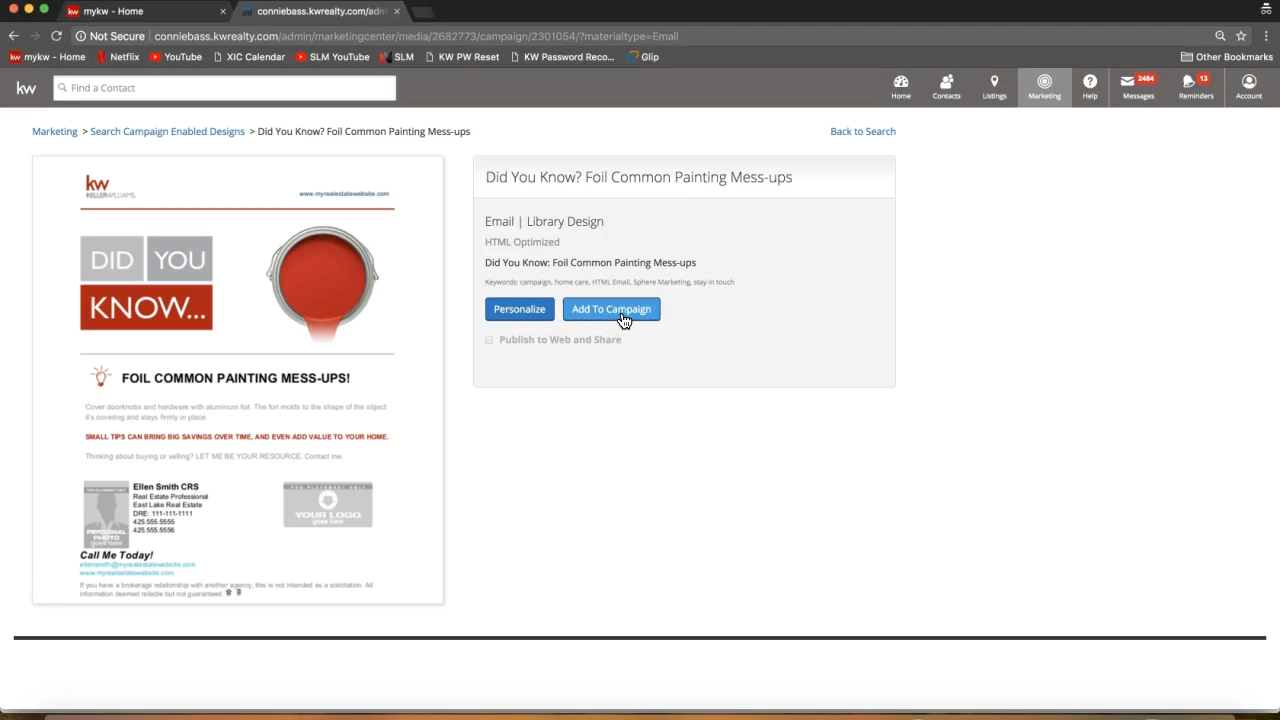 mykw - Home
conniebass.kwrealty.com/adm
Not Secure
conniebass.kwrealty.com/admin/marketingcenter/media/2682773/campaign/2301054/?materialtype=Email
kw mykw - Home
Netflix
YouTube
XIC Calendar
SLM YouTube
SLM
KW PW Reset
KW Password Reco...
Glip
Other Bookmarks
kw
Find a Contact
Home
Contacts
Listings
Marketing
Help
2484
Messages
13
Reminders
Account
Marketing > Search Campaign Enabled Designs > Did You Know? Foil Common Painting Mess-ups
Back to Search
kw
KELLERWILLIAMS.
www.myrealestatewebsite.com
DID YOU
KNOW...
FOIL COMMON PAINTING MESS-UPS!
Cover doorknobs and hardware with aluminum foil. The foil molds to the shape of the object
it's covering and stays firmly in place.
SMALL TIPS CAN BRING BIG SAVINGS OVER TIME, AND EVEN ADD VALUE TO YOUR HOME.
Thinking about buying or selling? LET ME BE YOUR RESOURCE. Contact me.
PERSONAL
PHOTO
goes here
Ellen Smith CRS
Real Estate Professional
East Lake Real Estate
DRE: 111-111-1111
425.555.5555
425.555.5556
YOUR LOGO
goes here
Call Me Today!
ellensmith@myrealestatewebsite.com
www.myrealestatewebsite.com
If you have a brokerage relationship with another agency, this is not intended as a solicitation. All
information deemed reliable but not guaranteed.
Did You Know? Foil Common Painting Mess-ups
Email | Library Design
HTML Optimized
Did You Know: Foil Common Painting Mess-ups
Keywords: campaign, home care, HTML Email, Sphere Marketing, stay in touch
Personalize
Add To Campaign
Publish to Web and Share